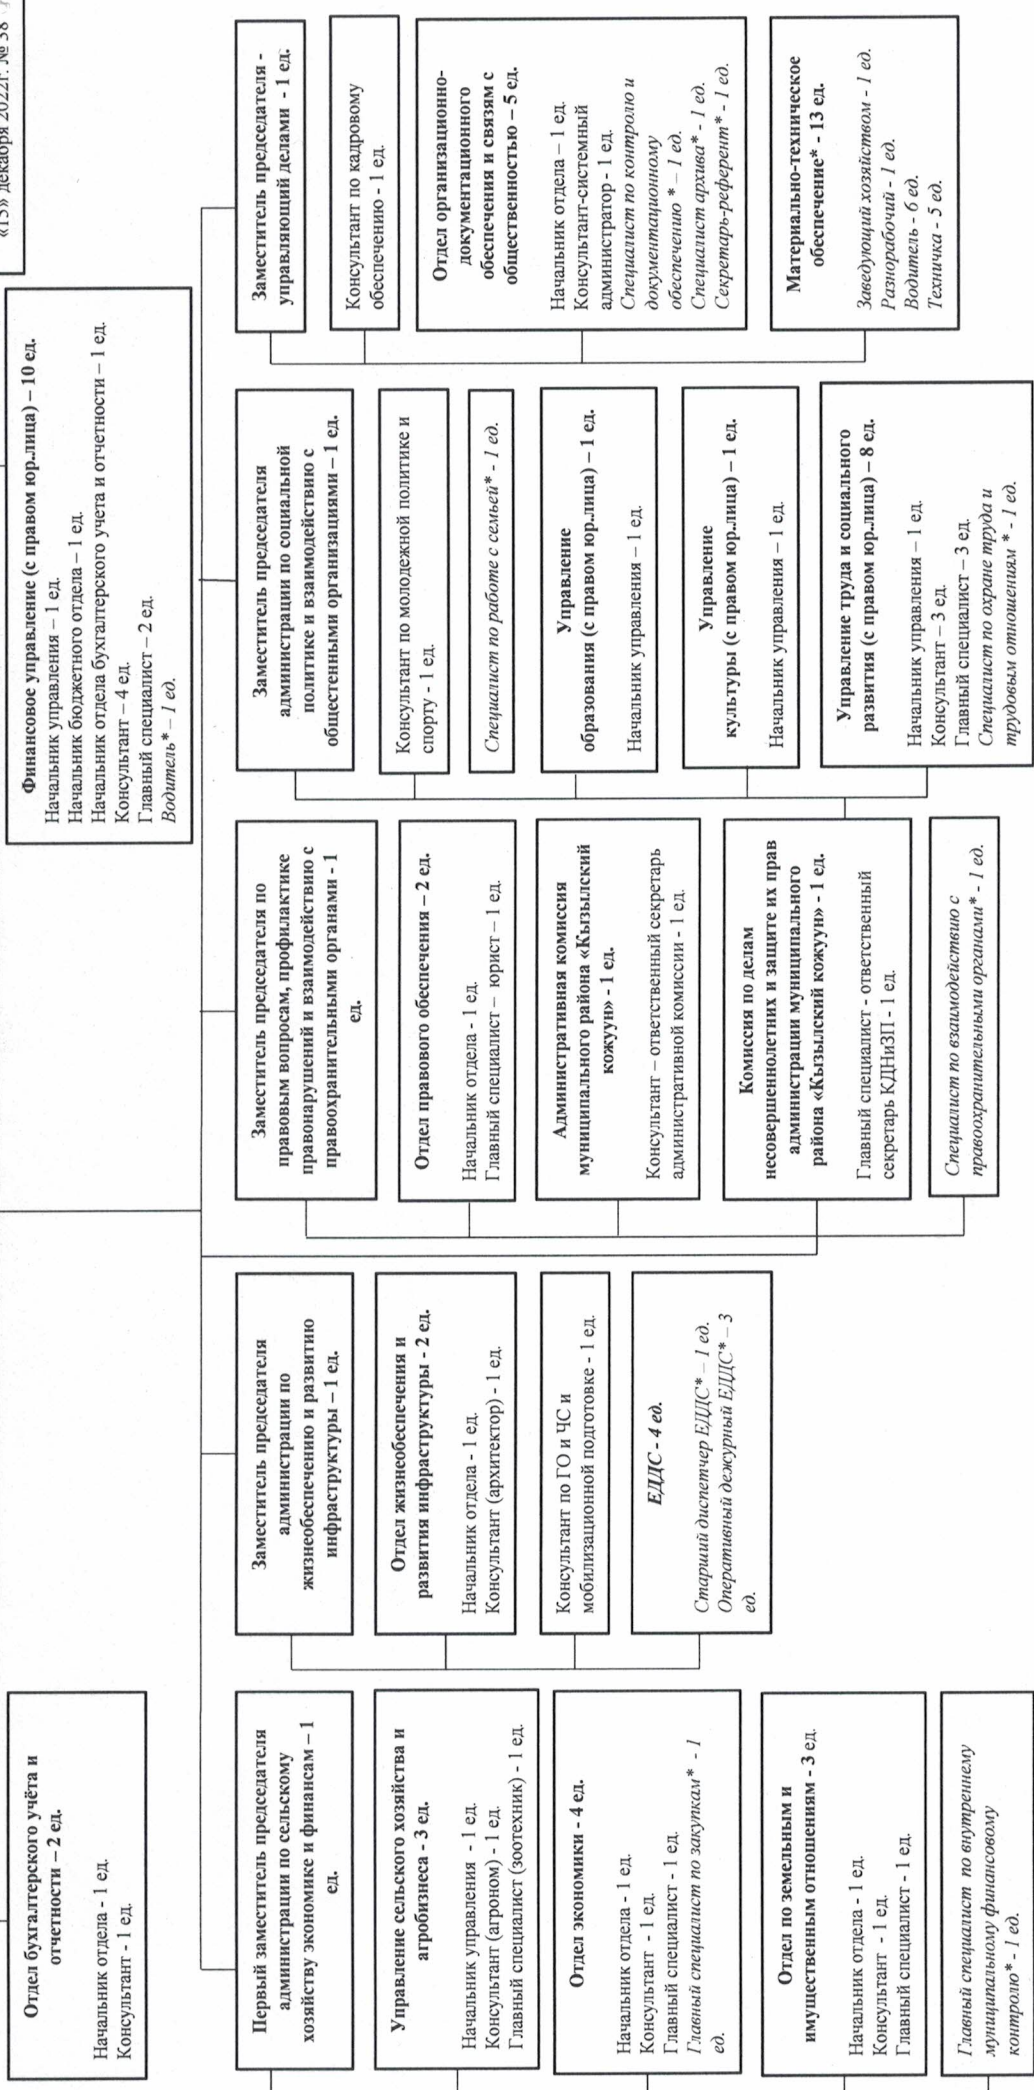 «15» декабря 2022г. № 38
Отдел бухгалтерского учёта и
отчетности – 2 ед.
Начальник отдела - 1 ед.
Консультант - 1 ед.
Финансовое управление (с правом юр.лица) – 10 ед.
Начальник управления – 1 ед.
Начальник бюджетного отдела – 1 ед.
Начальник отдела бухгалтерского учета и отчетности – 1 ед.
Консультант – 4 ед.
Главный специалист – 2 ед.
Водитель* – 1 ед.
Первый заместитель председателя
администрации по сельскому
хозяйству экономике и финансам – 1
ед.
Управление сельского хозяйства и
агробизнеса - 3 ед.
Начальник управления - 1 ед.
Консультант (агроном) - 1 ед.
Главный специалист (зоотехник) - 1 ед.
Отдел экономики - 4 ед.
Начальник отдела - 1 ед.
Консультант - 1 ед.
Главный специалист - 1 ед.
Главный специалист по закупкам* - 1
ед.
Отдел по земельным и
имущественным отношениям - 3 ед.
Начальник отдела - 1 ед.
Консультант - 1 ед.
Главный специалист - 1 ед.
Главный специалист по внутреннему
муниципальному финансовому
контролю* - 1 ед.
Заместитель председателя
администрации по
жизнеобеспечению и развитию
инфраструктуры – 1 ед.
Отдел жизнеобеспечения и
развития инфраструктуры - 2 ед.
Начальник отдела - 1 ед.
Консультант (архитектор) - 1 ед.
Консультант по ГО и ЧС и
мобилизационной подготовке - 1 ед.
ЕДДС - 4 ед.
Старший диспетчер ЕДДС* – 1 ед.
Оперативный дежурный ЕДДС* – 3
ед.
Заместитель председателя по
правовым вопросам, профилактике
правонарушений и взаимодействию с
правоохранительными органами - 1
ед.
Отдел правового обеспечения – 2 ед.
Начальник отдела - 1 ед.
Главный специалист – юрист – 1 ед.
Административная комиссия
муниципального района «Кызылский
кожуун» - 1 ед.
Консультант – ответственный секретарь
административной комиссии - 1 ед.
Комиссия по делам
несовершеннолетних и защите их прав
администрации муниципального
района «Кызылский кожуун» - 1 ед.
Главный специалист - ответственный
секретарь КДНиЗП - 1 ед.
Специалист по взаимодействию с
правоохранительными органами* - 1 ед.
Заместитель председателя
администрации по социальной
политике и взаимодействию с
общестенными организациями – 1 ед.
Консультант по молодежной политике и
спорту - 1 ед.
Специалист по работе с семьей* - 1 ед.
Управление
образования (с правом юр.лица) – 1 ед.
Начальник управления – 1 ед.
Управление
культуры (с правом юр.лица) – 1 ед.
Начальник управления – 1 ед.
Управление труда и социального
развития (с правом юр.лица) – 8 ед.
Начальник управления – 1 ед.
Консультант – 3 ед.
Главный специалист – 3 ед.
Специалист по охране труда и
трудовым отношениям * - 1 ед.
Заместитель председателя -
управляющий делами - 1 ед.
Консультант по кадровому
обеспечению - 1 ед.
Отдел организационно-
документационного
обеспечения и связям с
общественностью – 5 ед.
Начальник отдела – 1 ед.
Консультант-системный
администратор - 1 ед.
Специалист по контролю и
документационному
обеспечению * – 1 ед.
Специалист архива* - 1 ед.
Секретарь-референт* - 1 ед.
Материально-техническое
обеспечение* - 13 ед.
Заведующий хозяйством - 1 ед.
Разнорабочий - 1 ед.
Водитель - 6 ед.
Техничка - 5 ед.